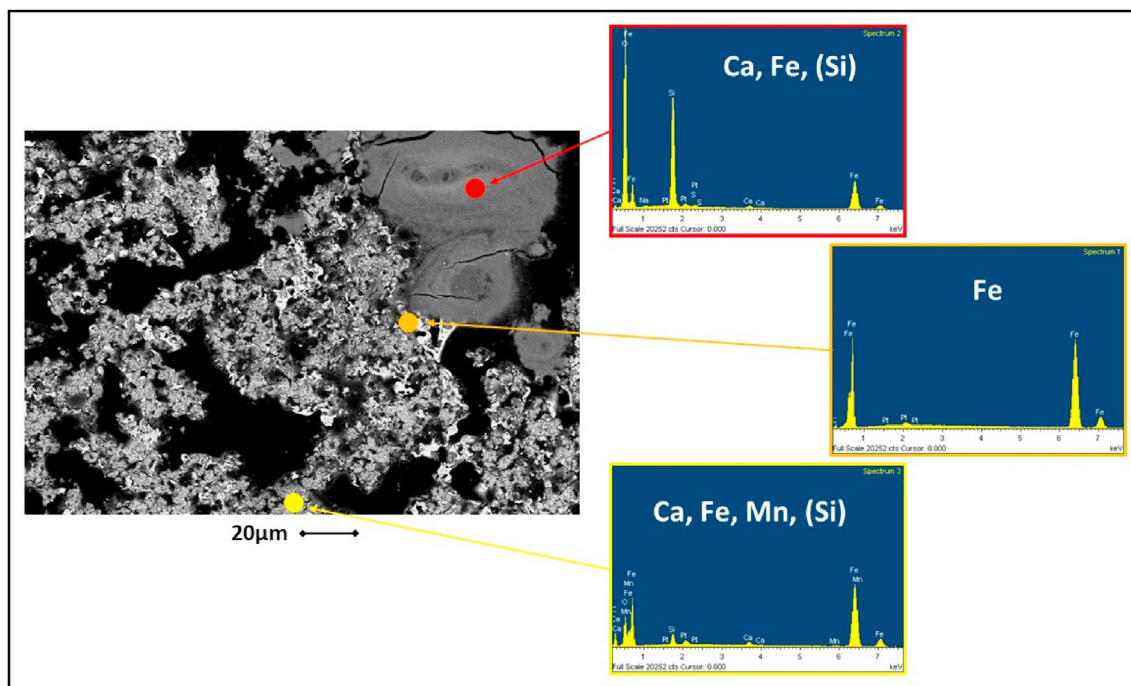 Spectrum 2
Ca, Fe, (Si)
Fe
O
Si
C
Ca
Ca
Fe
Na
Pt
Pt
Pt
S
S
Ca
Ca
Fe
Fe
1 2 3 4 5 6 7
Full Scale 20252 cts Cursor: 0.000 keV
Spectrum 1
Fe
Fe
Fe
C
Pt
Pt
Pt
Fe
Fe
1 2 3 4 5 6 7
Full Scale 20252 cts Cursor: 0.000 keV
Spectrum 3
Ca, Fe, Mn, (Si)
Fe
Mn
Fe
O
Mn
C
Ca
Ca
Si
Pt
Pt
Pt
Ca
Ca
Mn
Fe
Mn
Fe
1 2 3 4 5 6 7
Full Scale 20252 cts Cursor: 0.000 keV
20µm